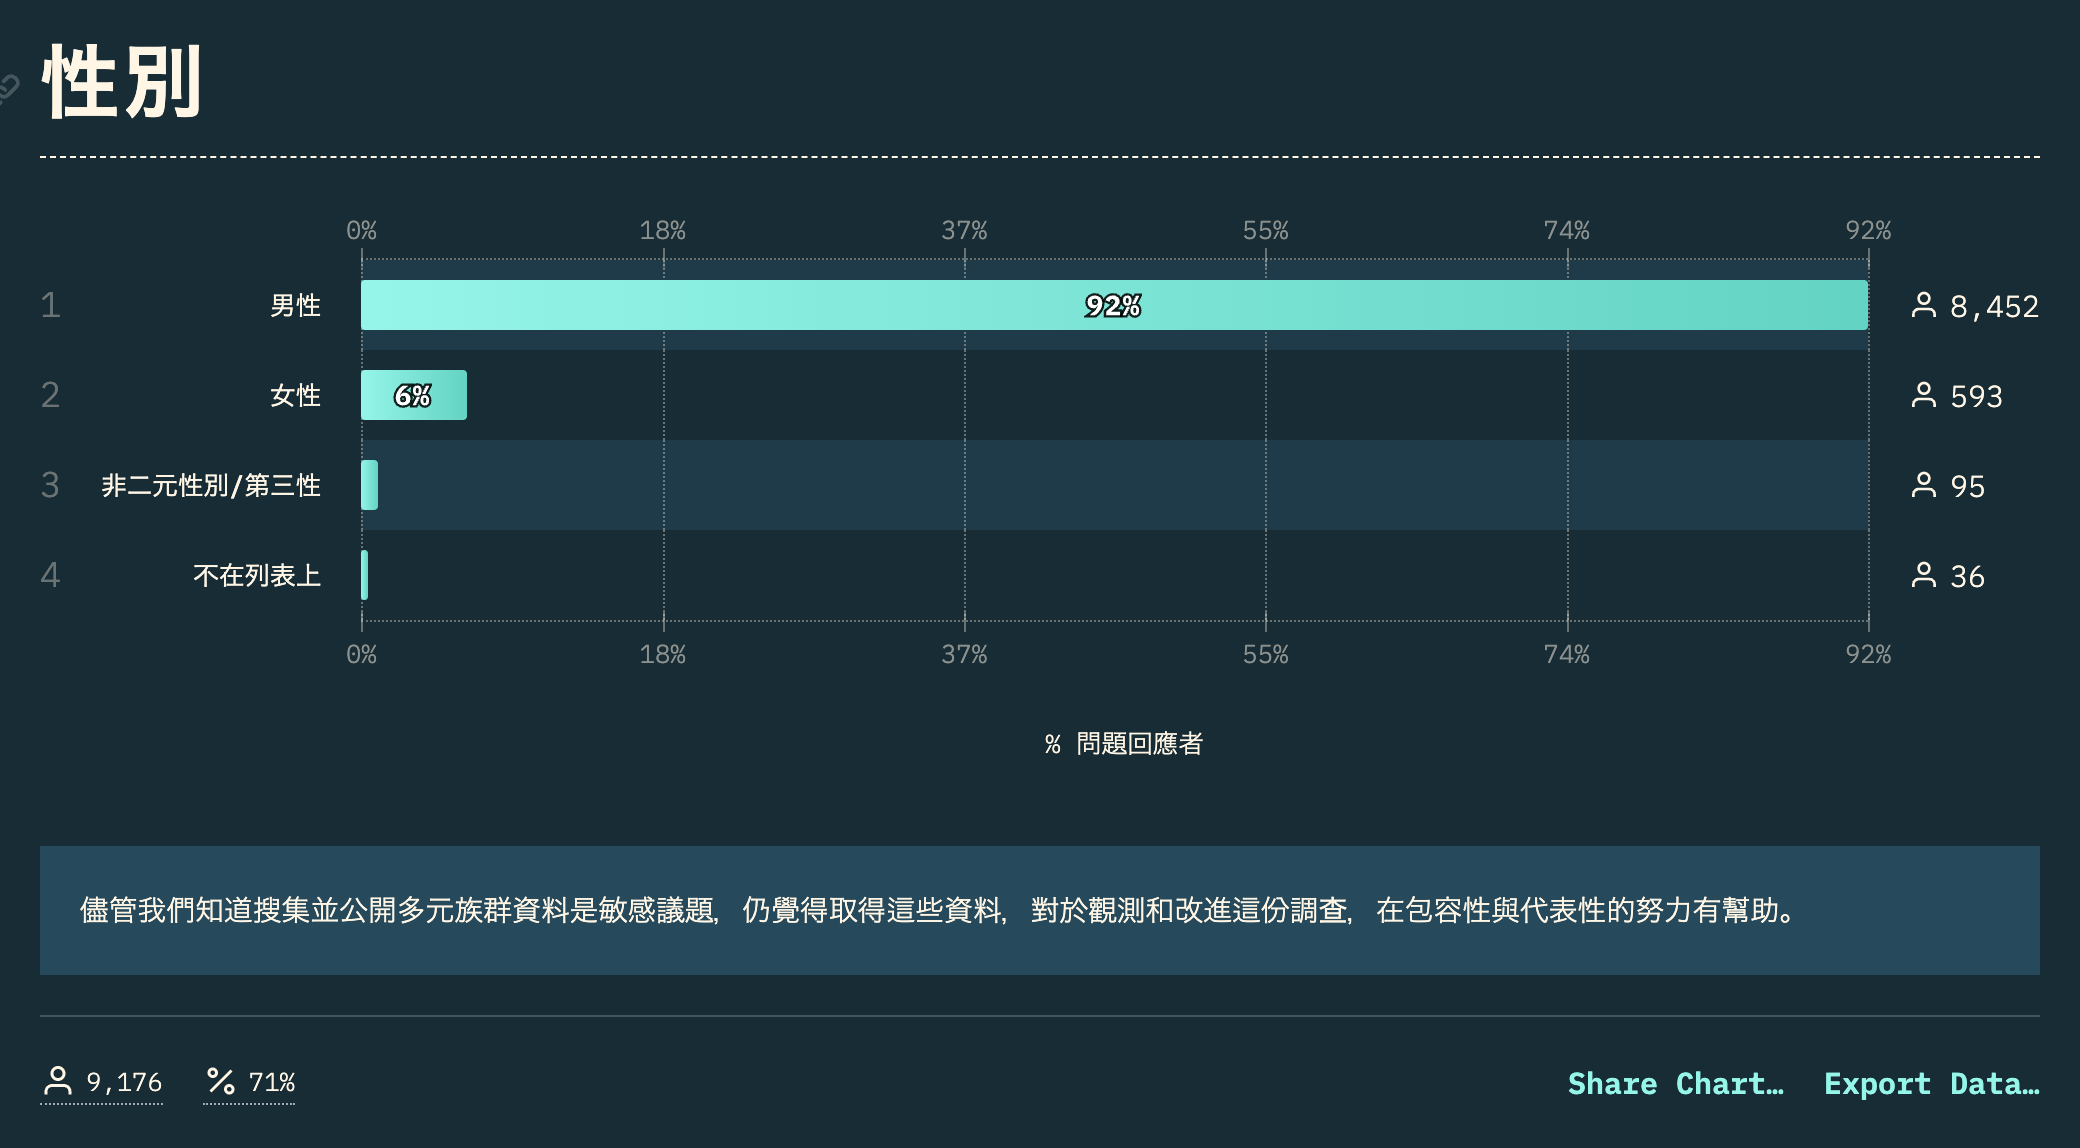 性別
0% 18% 37% 55% 74% 92%
1 男性 92% 8,452
2 女性 6% 593
3 非二元性別/第三性 95
4 不在列表上 36
0% 18% 37% 55% 74% 92%
% 問題回應者
儘管我們知道搜集並公開多元族群資料是敏感議題，仍覺得取得這些資料，對於觀測和改進這份調查，在包容性與代表性的努力有幫助。
9,176 % 71% Share Chart… Export Data…